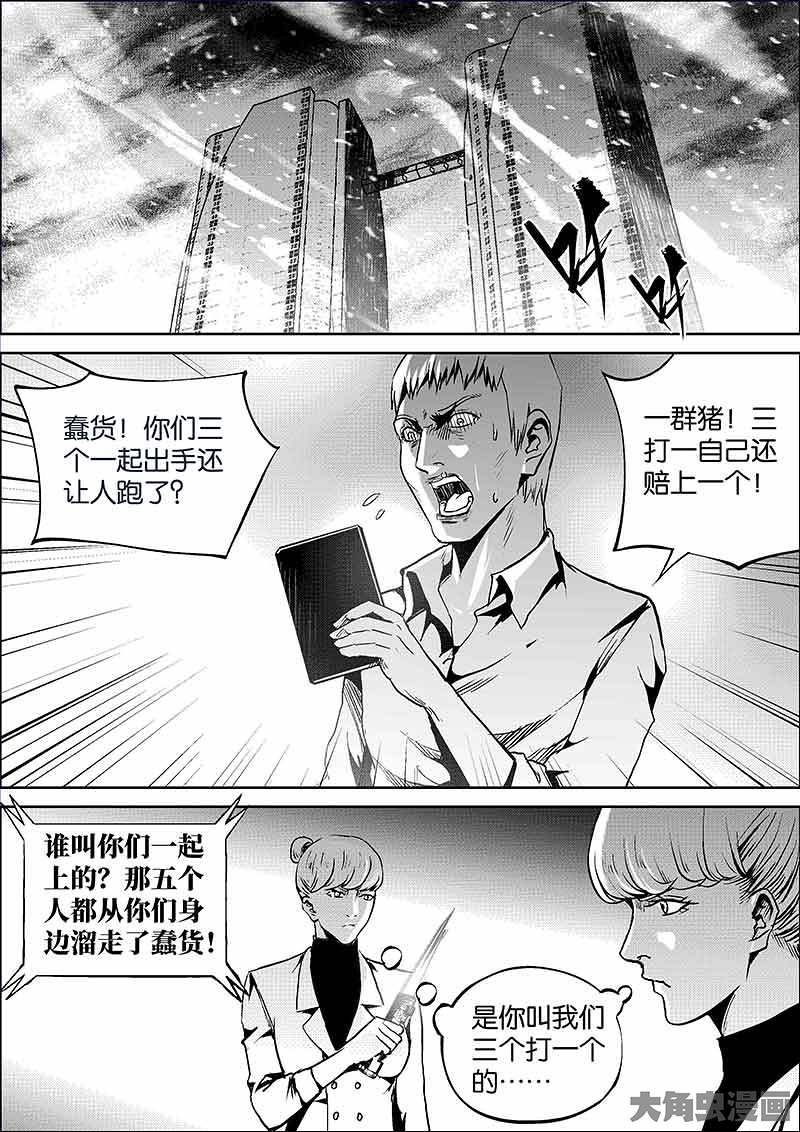 蠢货！你们三
个一起出手还
让人跑了？
一群猪！三
打一自己还
赔上一个！
谁叫你们一起
上的？那五个
人都从你们身
边溜走了蠢货！
是你叫我们
三个打一个
的……
大角虫漫画